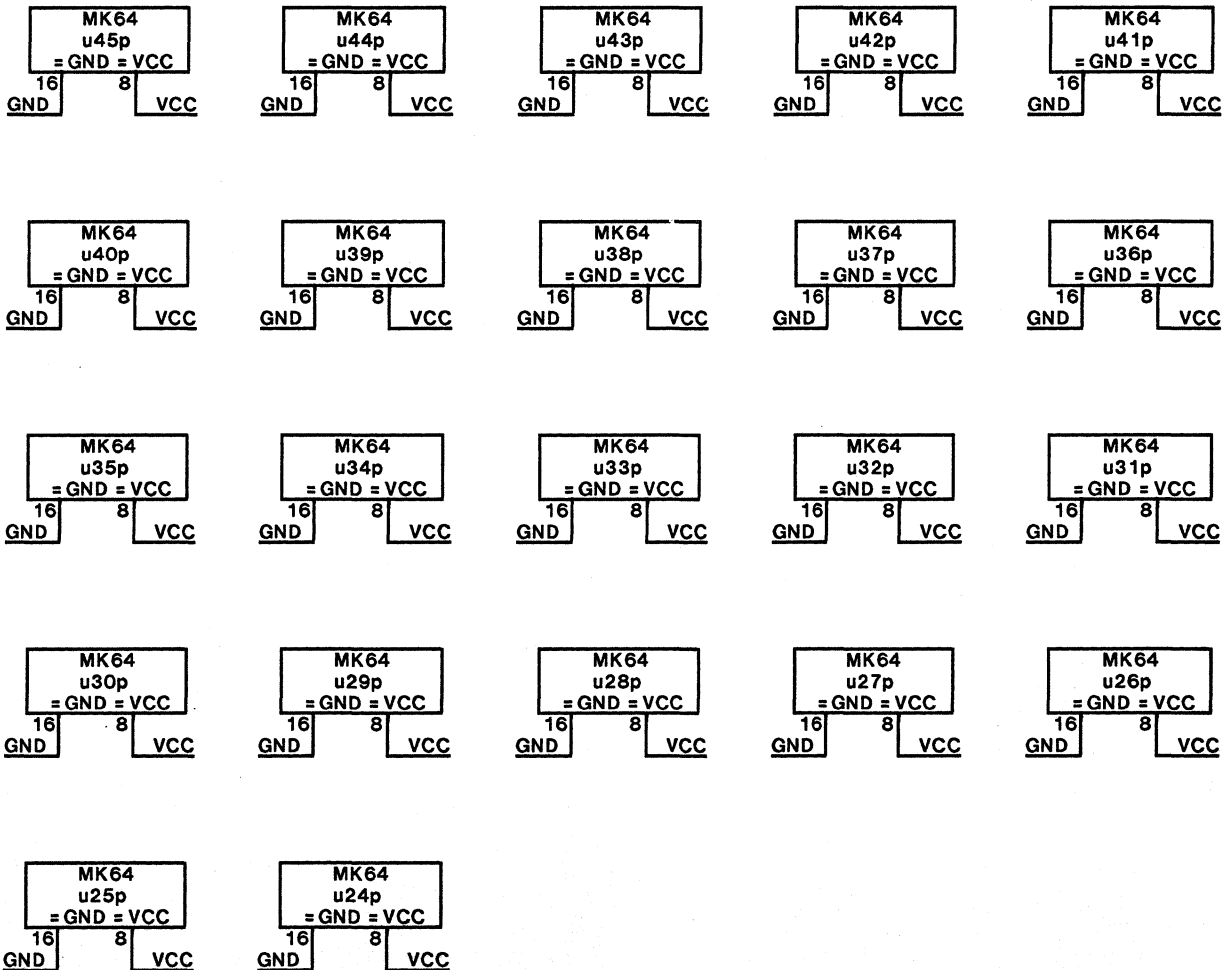 MK64 MK64 MK64 MK64 MK64
u45p u44p u43p u42p u41p
=GND =VCC =GND =VCC =GND =VCC =GND =VCC =GND =VCC
16 8 16 8 16 8 16 8 16 8
GND VCC GND VCC GND VCC GND VCC GND VCC
MK64 MK64 MK64 MK64 MK64
u40p u39p u38p u37p u36p
=GND =VCC =GND =VCC =GND =VCC =GND =VCC =GND =VCC
16 8 16 8 16 8 16 8 16 8
GND VCC GND VCC GND VCC GND VCC GND VCC
MK64 MK64 MK64 MK64 MK64
u35p u34p u33p u32p u31p
=GND =VCC =GND =VCC =GND =VCC =GND =VCC =GND =VCC
16 8 16 8 16 8 16 8 16 8
GND VCC GND VCC GND VCC GND VCC GND VCC
MK64 MK64 MK64 MK64 MK64
u30p u29p u28p u27p u26p
=GND =VCC =GND =VCC =GND =VCC =GND =VCC =GND =VCC
16 8 16 8 16 8 16 8 16 8
GND VCC GND VCC GND VCC GND VCC GND VCC
MK64 MK64
u25p u24p
=GND =VCC =GND =VCC
16 8 16 8
GND VCC GND VCC